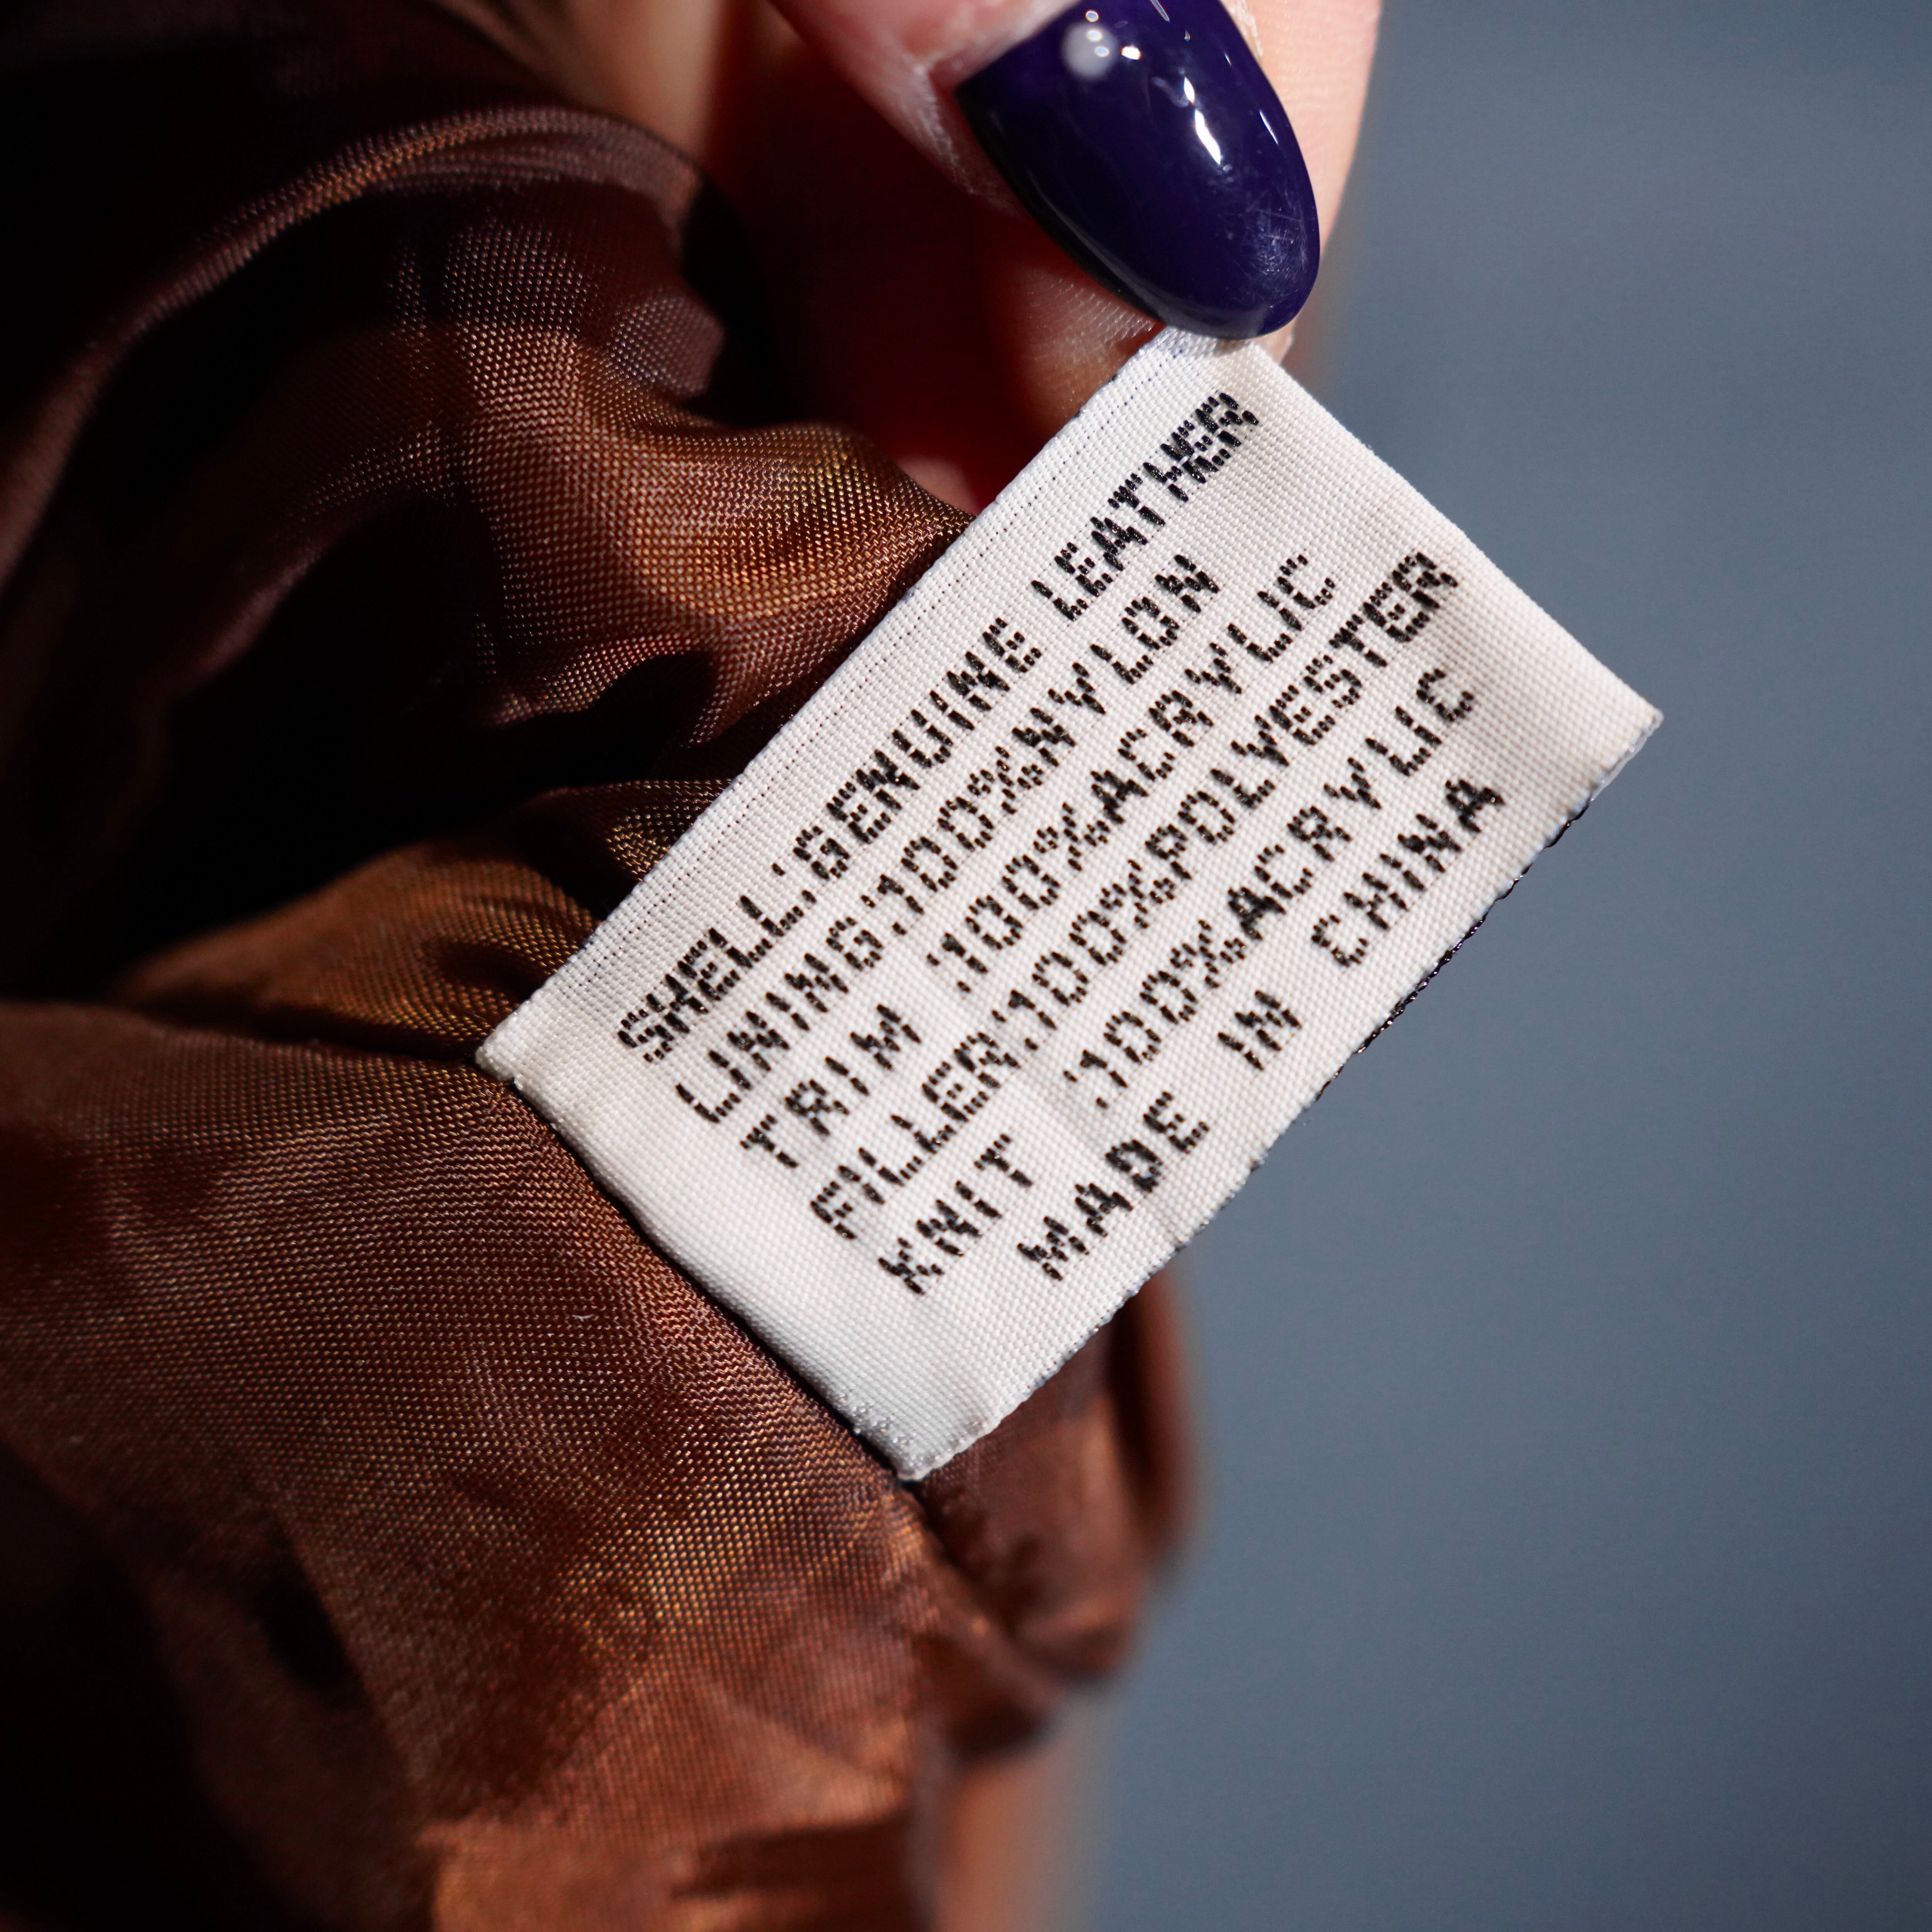 SHELL:GENUINE LEATHER
LINING:100%NYLON
TRIM :100%ACRYLIC
FILLER:100%POLYESTER
KNIT :100%ACRYLIC
MADE IN CHINA